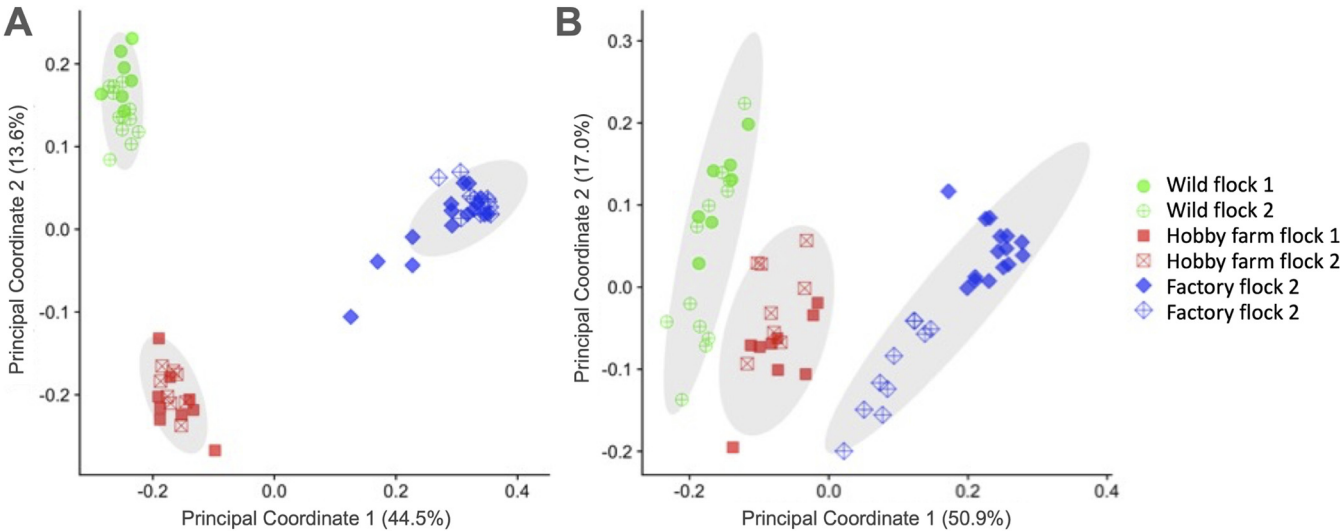 A
Principal Coordinate 2 (13.6%)
0.2
0.1
0.0
-0.1
-0.2
-0.2
0.0
0.2
0.4
Principal Coordinate 1 (44.5%)
B
Principal Coordinate 2 (17.0%)
0.3
0.2
0.1
0.0
-0.1
-0.2
-0.2
0.0
0.2
0.4
Principal Coordinate 1 (50.9%)
Wild flock 1
Wild flock 2
Hobby farm flock 1
Hobby farm flock 2
Factory flock 2
Factory flock 2